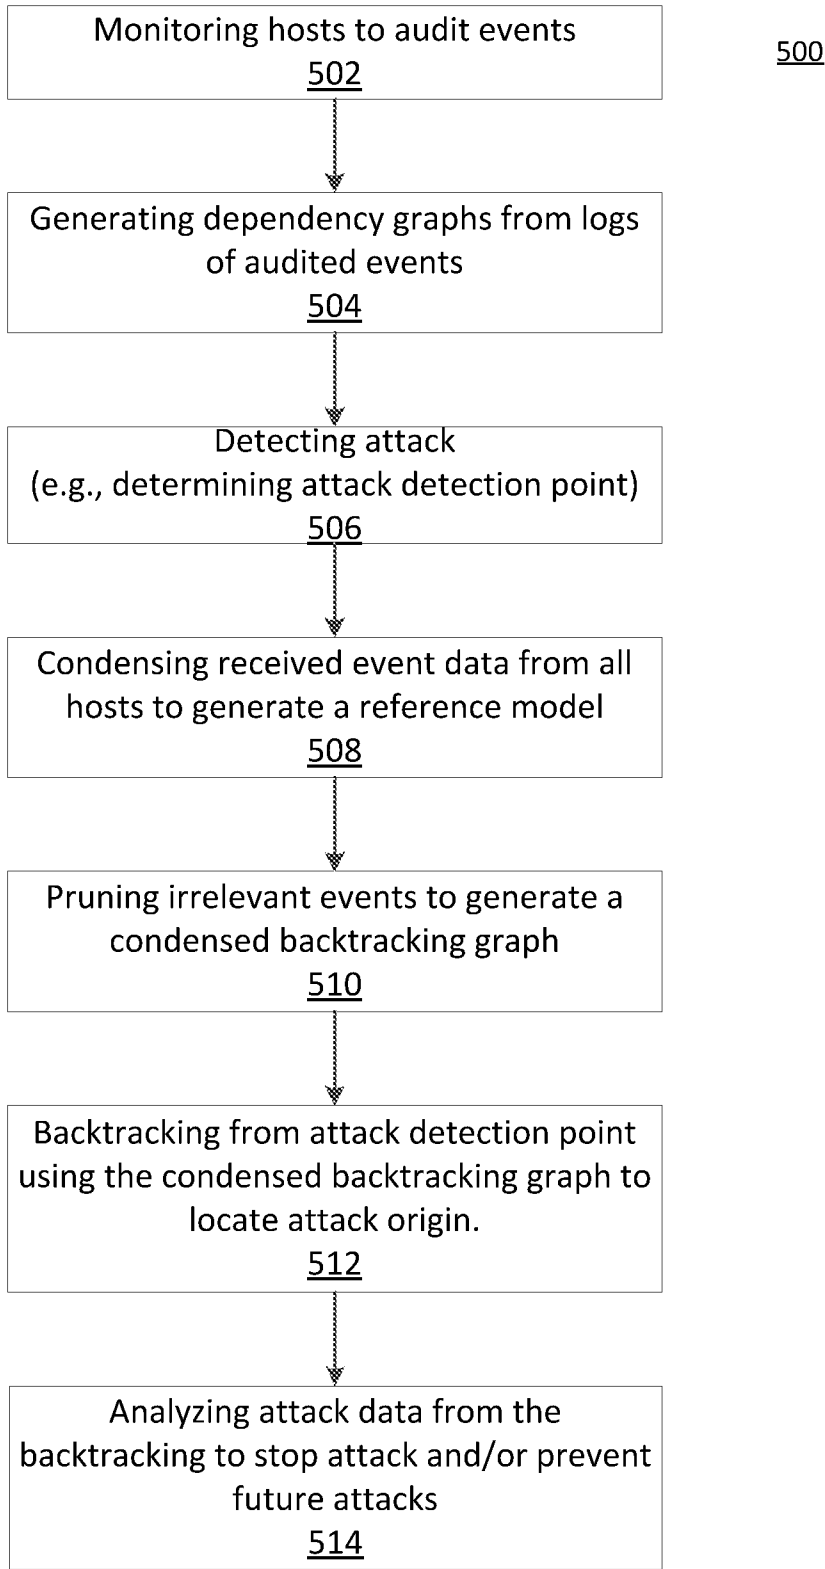 Monitoring hosts to audit events
502
500
Generating dependency graphs from logs
of audited events
504
Detecting attack
(e.g., determining attack detection point)
506
Condensing received event data from all
hosts to generate a reference model
508
Pruning irrelevant events to generate a
condensed backtracking graph
510
Backtracking from attack detection point
using the condensed backtracking graph to
locate attack origin.
512
Analyzing attack data from the
backtracking to stop attack and/or prevent
future attacks
514